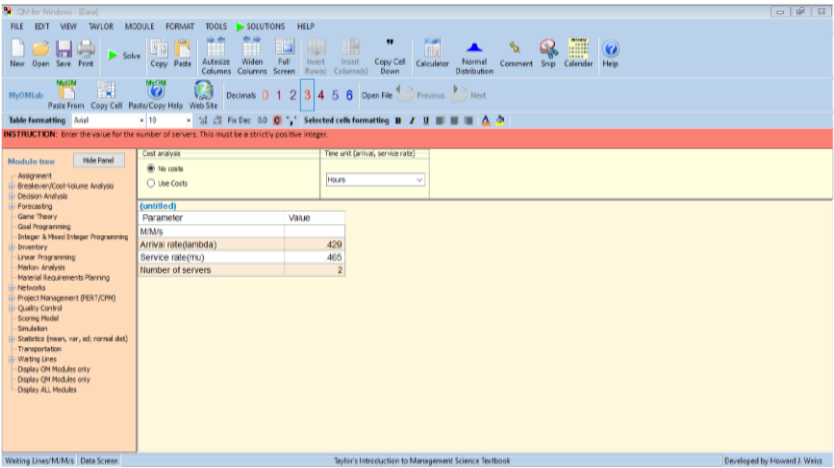 QM for Windows - [Data]
FILE EDIT VIEW TAYLOR MODULE FORMAT TOOLS SOLUTIONS HELP
New Open Save Print Solve Copy Paste Autosize Columns Widen Columns Full Screen Insert Row(s) Insert Column(s) Copy Cell Down Calculator Normal Distribution Comment Snip Calendar Help
MyOMLab Paste From Copy Cell Paste/Copy Help Web Site Decimals 0 1 2 3 4 5 6 Open File Previous Next
Table formatting Arial 10 Fix Dec 0.0 Selected cells formatting B I U
INSTRUCTION: Enter the value for the number of servers. This must be a strictly positive integer.
Module tree Hide Panel
Assignment
Breakeven/Cost-Volume Analysis
Decision Analysis
Forecasting
Game Theory
Goal Programming
Integer & Mixed Integer Programming
Inventory
Linear Programming
Markov Analysis
Material Requirements Planning
Networks
Project Management (PERT/CPM)
Quality Control
Scoring Model
Simulation
Statistics (mean, var, sd; normal dist)
Transportation
Waiting Lines
Display OM Modules only
Display QM Modules only
Display ALL Modules
Cost analysis
No costs
Use Costs
Time unit (arrival, service rate)
Hours
(untitled)
Parameter Value
M/M/s
Arrival rate(lambda) .429
Service rate(mu) .465
Number of servers 2
Waiting Lines/M/M/s Data Screen Taylor's Introduction to Management Science Textbook Developed by Howard J. Weiss